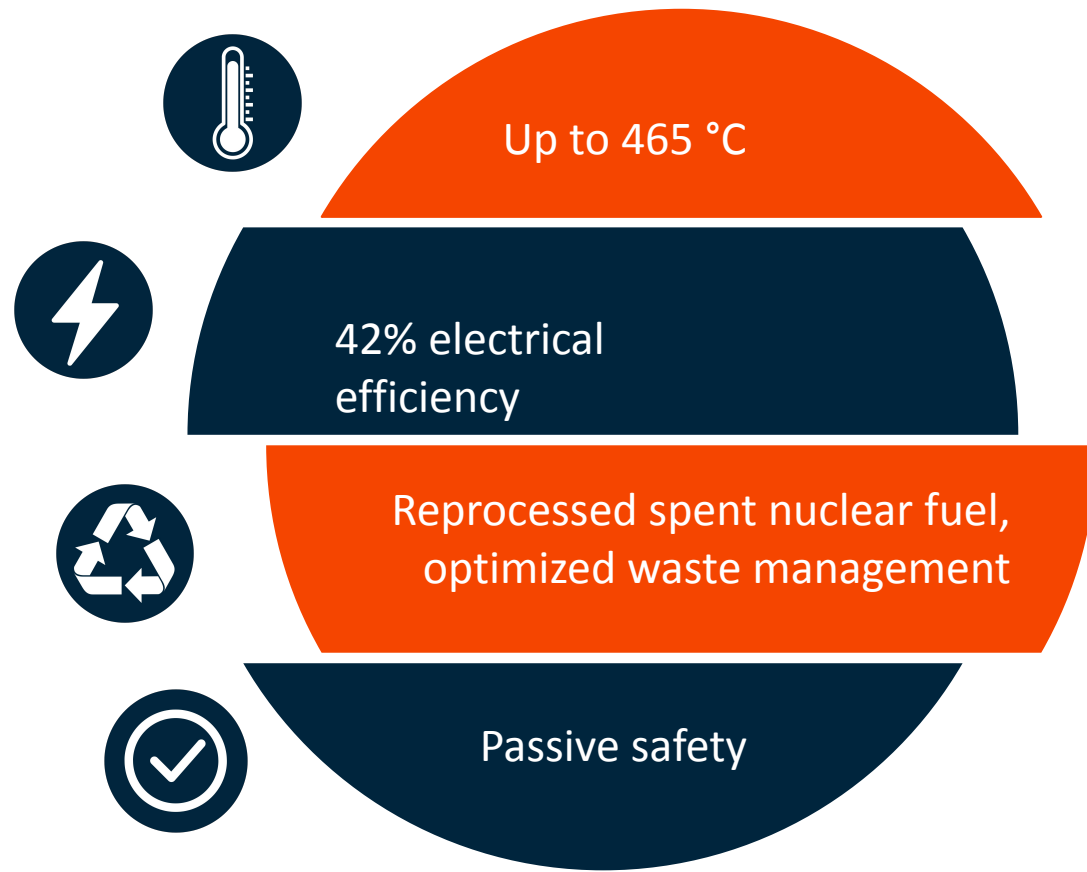 Up to 465 °C
42% electrical
efficiency
Reprocessed spent nuclear fuel,
optimized waste management
Passive safety